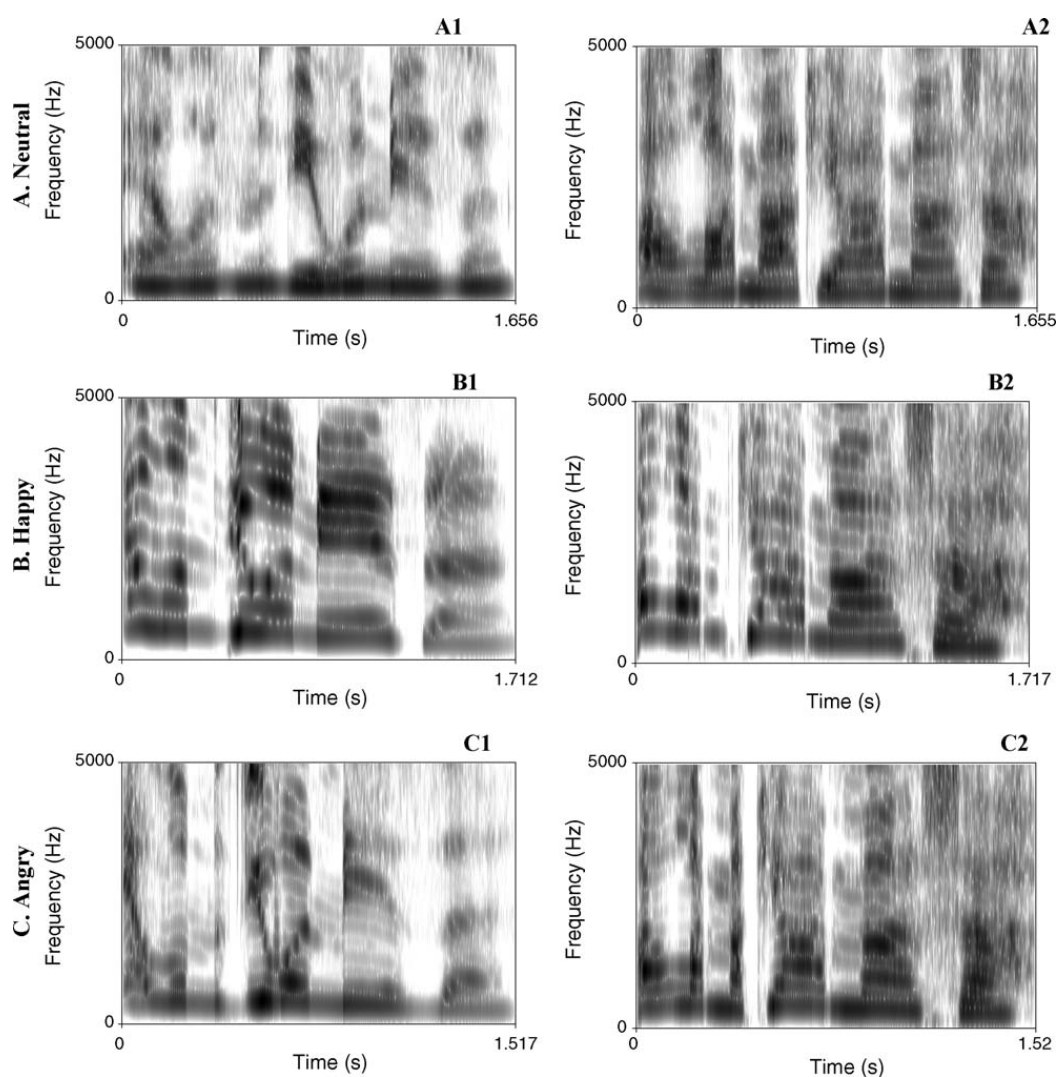 A1
A2
A. Neutral
5000
Frequency (Hz)
0
0
1.656
Time (s)
5000
Frequency (Hz)
0
0
1.655
Time (s)
B1
B2
B. Happy
5000
Frequency (Hz)
0
0
1.712
Time (s)
5000
Frequency (Hz)
0
0
1.717
Time (s)
C1
C2
C. Angry
5000
Frequency (Hz)
0
0
1.517
Time (s)
5000
Frequency (Hz)
0
0
1.52
Time (s)